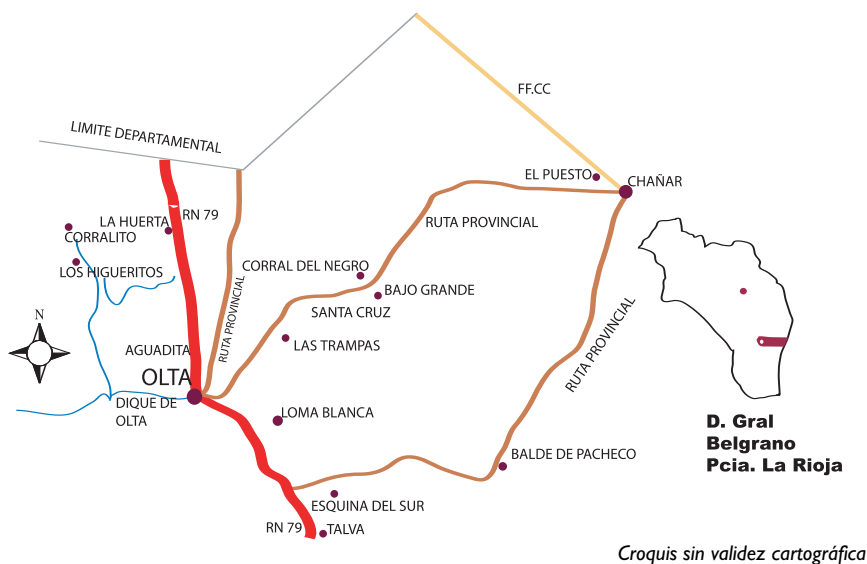 FF.CC
LIMITE DEPARTAMENTAL
EL PUESTO
CHAÑAR
LA HUERTA
RN 79
CORRALITO
RUTA PROVINCIAL
LOS HIGUERITOS
CORRAL DEL NEGRO
BAJO GRANDE
SANTA CRUZ
RUTA PROVINCIAL
N
AGUADITA
LAS TRAMPAS
RUTA PROVINCIAL
OLTA
DIQUE DE
OLTA
LOMA BLANCA
D. Gral
Belgrano
Pcia. La Rioja
BALDE DE PACHECO
ESQUINA DEL SUR
RN 79
TALVA
Croquis sin validez cartográfica